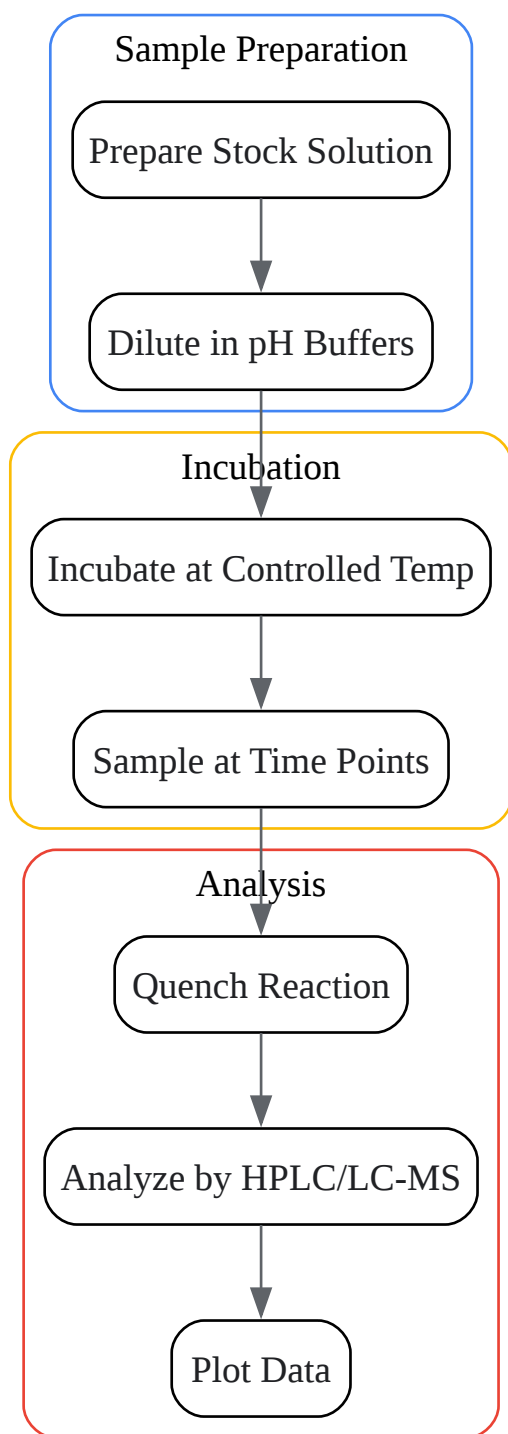 Sample Preparation
Prepare Stock Solution
Dilute in pH Buffers
Incubation
Incubate at Controlled Temp
Sample at Time Points
Analysis
Quench Reaction
Analyze by HPLC/LC-MS
Plot Data